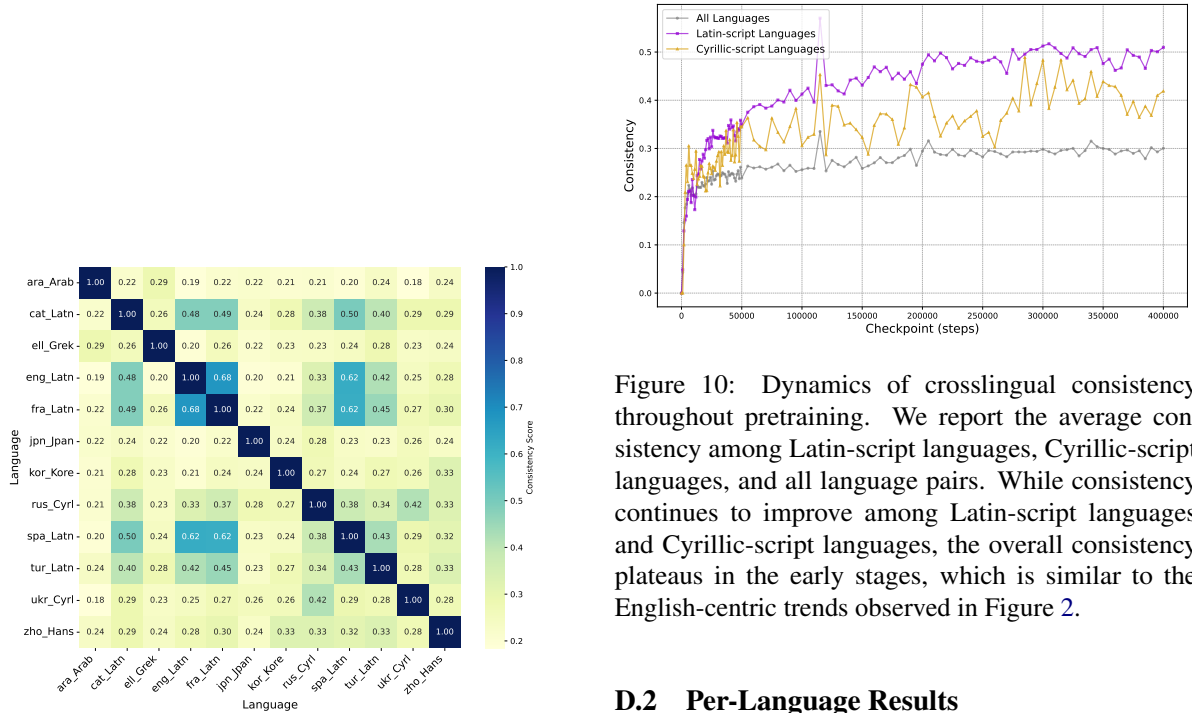 ara_Arab 1.00 0.22 0.29 0.19 0.22 0.22 0.21 0.21 0.20 0.24 0.18 0.24
cat_Latn 0.22 1.00 0.26 0.48 0.49 0.24 0.28 0.38 0.50 0.40 0.29 0.29
ell_Grek 0.29 0.26 1.00 0.20 0.26 0.22 0.23 0.23 0.24 0.28 0.23 0.24
eng_Latn 0.19 0.48 0.20 1.00 0.68 0.20 0.21 0.33 0.62 0.42 0.25 0.28
fra_Latn 0.22 0.49 0.26 0.68 1.00 0.22 0.24 0.37 0.62 0.45 0.27 0.30
jpn_Jpan 0.22 0.24 0.22 0.20 0.22 1.00 0.24 0.28 0.23 0.23 0.26 0.24
kor_Kore 0.21 0.28 0.23 0.21 0.24 0.24 1.00 0.27 0.24 0.27 0.26 0.33
rus_Cyrl 0.21 0.38 0.23 0.33 0.37 0.28 0.27 1.00 0.38 0.34 0.42 0.33
spa_Latn 0.20 0.50 0.24 0.62 0.62 0.23 0.24 0.38 1.00 0.43 0.29 0.32
tur_Latn 0.24 0.40 0.28 0.42 0.45 0.23 0.27 0.34 0.43 1.00 0.28 0.33
ukr_Cyrl 0.18 0.29 0.23 0.25 0.27 0.26 0.26 0.42 0.29 0.28 1.00 0.28
zho_Hans 0.24 0.29 0.24 0.28 0.30 0.24 0.33 0.33 0.32 0.33 0.28 1.00
ara_Arab cat_Latn ell_Grek eng_Latn fra_Latn jpn_Jpan kor_Kore rus_Cyrl spa_Latn tur_Latn ukr_Cyrl zho_Hans
Language
Language
1.0
0.9
0.8
0.7
0.6
0.5
0.4
0.3
0.2
Consistency Score
All Languages
Latin-script Languages
Cyrillic-script Languages
0.5
0.4
0.3
0.2
0.1
0.0
Consistency
0 50000 100000 150000 200000 250000 300000 350000 400000
Checkpoint (steps)
Figure 10: Dynamics of crosslingual consistency
throughout pretraining. We report the average con-
sistency among Latin-script languages, Cyrillic-script
languages, and all language pairs. While consistency
continues to improve among Latin-script languages
and Cyrillic-script languages, the overall consistency
plateaus in the early stages, which is similar to the
English-centric trends observed in Figure 2.
D.2 Per-Language Results